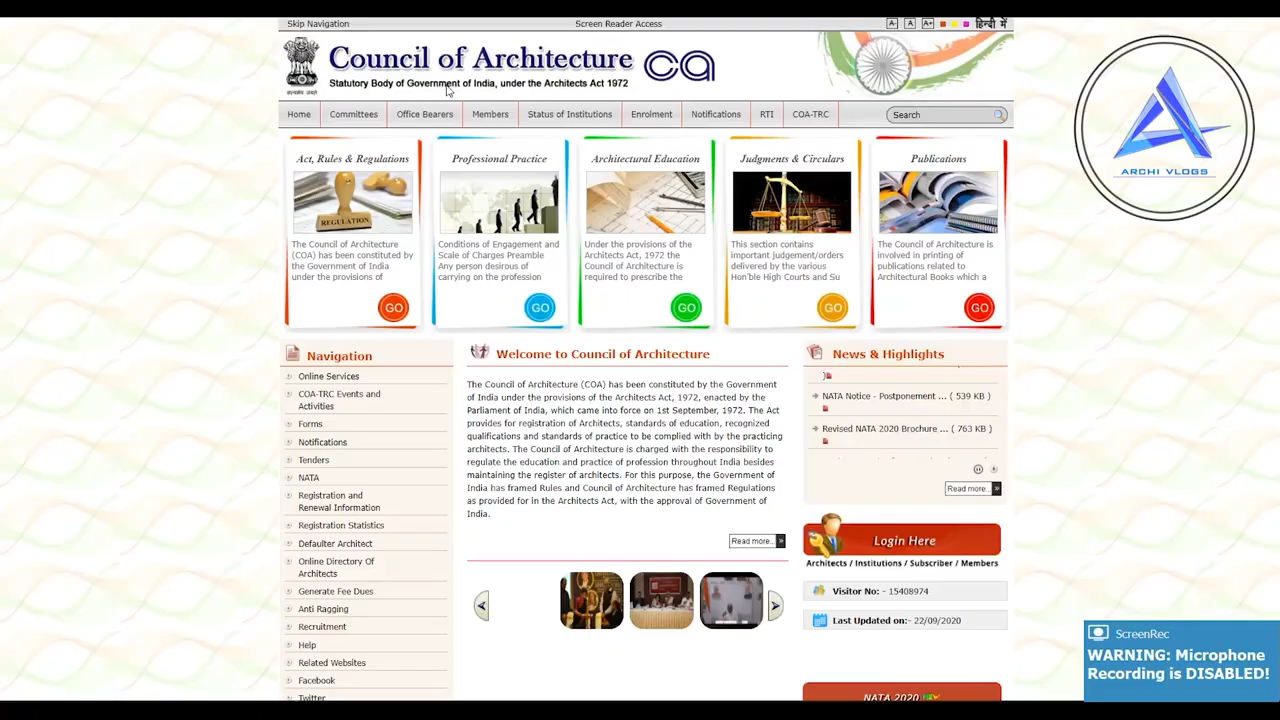 Skip Navigation
Screen Reader Access
A- A A+ हिन्दी में
Council of Architecture
Statutory Body of Government of India, under the Architects Act 1972
सत्यमेव जयते
ca
Home Committees Office Bearers Members Status of Institutions Enrolment Notifications RTI COA-TRC Search
ARCHI VLOGS
Act, Rules & Regulations
REGULATION
The Council of Architecture
(COA) has been constituted by
the Government of India
under the provisions of
GO
Professional Practice
Conditions of Engagement and
Scale of Charges Preamble
Any person desirous of
carrying on the profession
GO
Architectural Education
Under the provisions of the
Architects Act, 1972 the
Council of Architecture is
required to prescribe the
GO
Judgments & Circulars
This section contains
important judgement/orders
delivered by the various
Hon'ble High Courts and Su
GO
Publications
The Council of Architecture is
involved in printing of
publications related to
Architectural Books which a
GO
Navigation
Online Services
COA-TRC Events and
Activities
Forms
Notifications
Tenders
NATA
Registration and
Renewal Information
Registration Statistics
Defaulter Architect
Online Directory Of
Architects
Generate Fee Dues
Anti Ragging
Recruitment
Help
Related Websites
Facebook
Twitter
Welcome to Council of Architecture
The Council of Architecture (COA) has been constituted by the Government
of India under the provisions of the Architects Act, 1972, enacted by the
Parliament of India, which came into force on 1st September, 1972. The Act
provides for registration of Architects, standards of education, recognized
qualifications and standards of practice to be complied with by the practicing
architects. The Council of Architecture is charged with the responsibility to
regulate the education and practice of profession throughout India besides
maintaining the register of architects. For this purpose, the Government of
India has framed Rules and Council of Architecture has framed Regulations
as provided for in the Architects Act, with the approval of Government of
India.
Read more..
News & Highlights
)
NATA Notice - Postponement ... ( 539 KB )
Revised NATA 2020 Brochure ... ( 763 KB )
Read more..
Login Here
Architects / Institutions / Subscriber / Members
Visitor No: - 15408974
Last Updated on:- 22/09/2020
NATA 2020
ScreenRec
WARNING: Microphone
Recording is DISABLED!